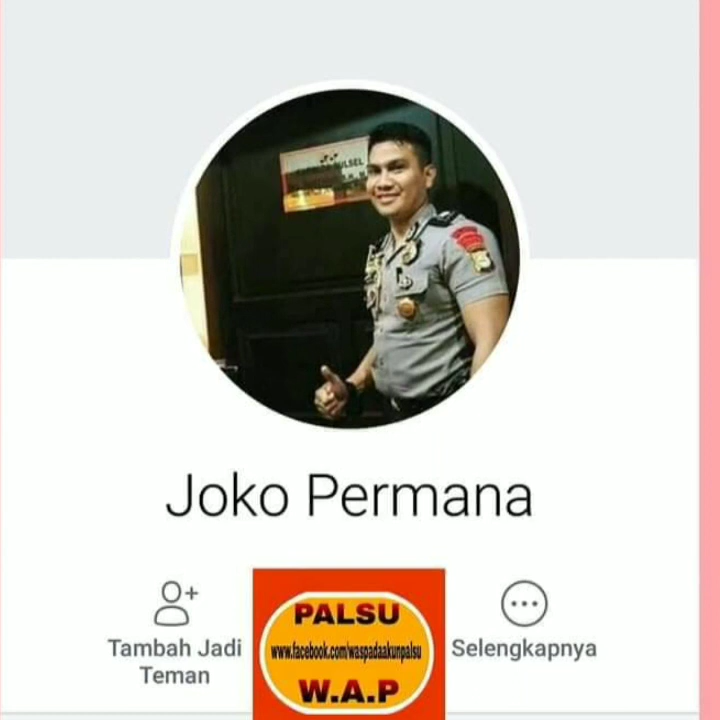 Joko Permana
Tambah Jadi
Teman
PALSU
www.facebook.com/waspadaakunpalsu
W.A.P
Selengkapnya